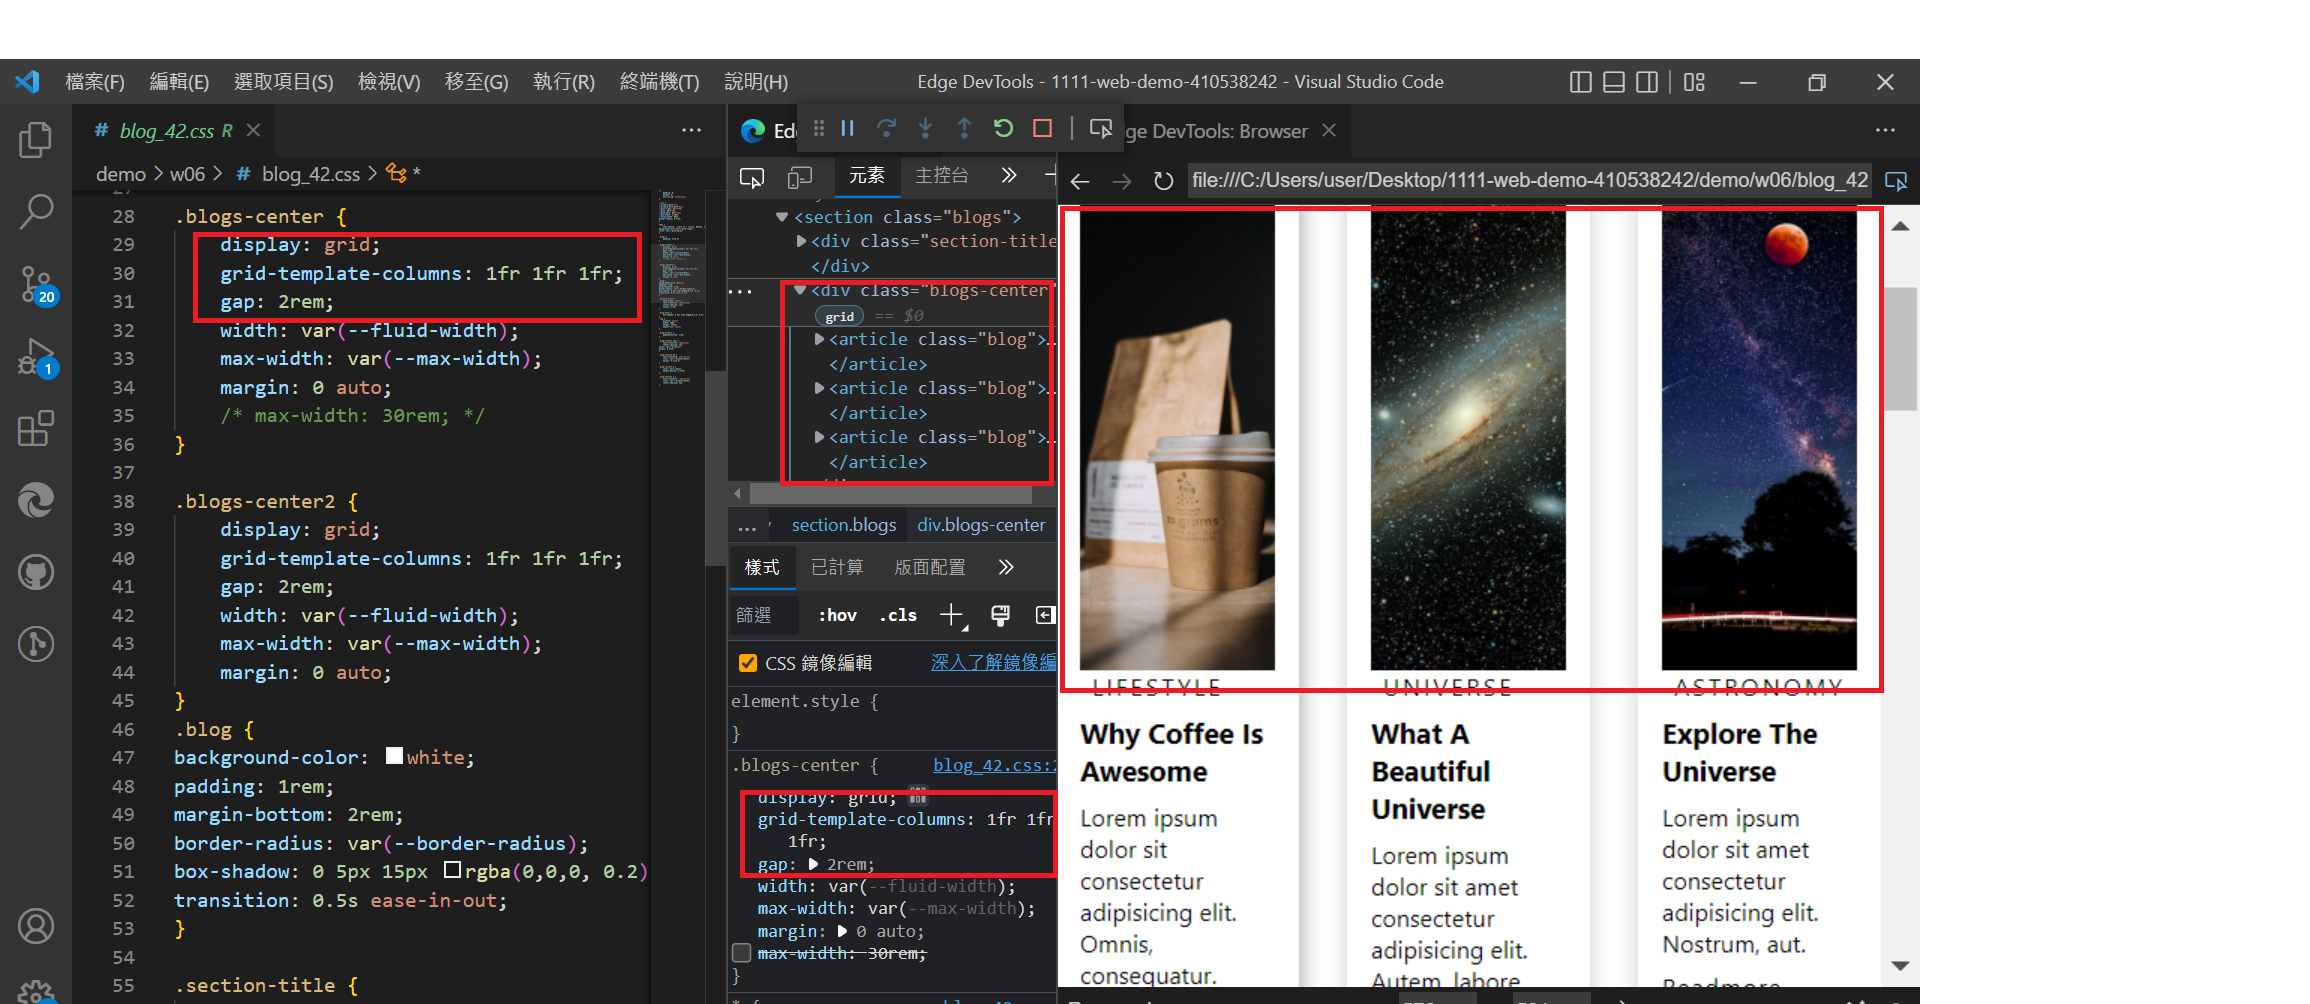 檔案(F) 編輯(E) 選取項目(S) 檢視(V) 移至(G) 執行(R) 終端機(T) 說明(H) Edge DevTools - 1111-web-demo-410538242 - Visual Studio Code
# blog_42.css R
demo > w06 > # blog_42.css > *
28 .blogs-center {
29 display: grid;
30 grid-template-columns: 1fr 1fr 1fr;
31 gap: 2rem;
32 width: var(--fluid-width);
33 max-width: var(--max-width);
34 margin: 0 auto;
35 /* max-width: 30rem; */
36 }
37
38 .blogs-center2 {
39 display: grid;
40 grid-template-columns: 1fr 1fr 1fr;
41 gap: 2rem;
42 width: var(--fluid-width);
43 max-width: var(--max-width);
44 margin: 0 auto;
45 }
46 .blog {
47 background-color: white;
48 padding: 1rem;
49 margin-bottom: 2rem;
50 border-radius: var(--border-radius);
51 box-shadow: 0 5px 15px rgba(0,0,0, 0.2)
52 transition: 0.5s ease-in-out;
53 }
54
55 .section-title {
20
1
Ed
元素 主控台
<section class="blogs">
<div class="section-title
</div>
<div class="blogs-center
grid == $0
<article class="blog">…
</article>
<article class="blog">…
</article>
<article class="blog">…
</article>
… section.blogs div.blogs-center
樣式 已計算 版面配置
篩選 :hov .cls
CSS 鏡像編輯 深入了解鏡像編
element.style {
}
.blogs-center { blog_42.css:2
display: grid;
grid-template-columns: 1fr 1fr
1fr;
gap: 2rem;
width: var(--fluid-width);
max-width: var(--max-width);
margin: 0 auto;
max-width: 30rem;
}
ge DevTools: Browser
file:///C:/Users/user/Desktop/1111-web-demo-410538242/demo/w06/blog_42
LIFESTYLE
Why Coffee Is
Awesome
Lorem ipsum
dolor sit
consectetur
adipisicing elit.
Omnis,
consequatur.
UNIVERSE
What A
Beautiful
Universe
Lorem ipsum
dolor sit amet
consectetur
adipisicing elit.
Autem, labore
ASTRONOMY
Explore The
Universe
Lorem ipsum
dolor sit amet
consectetur
adipisicing elit.
Nostrum, aut.
Readmore